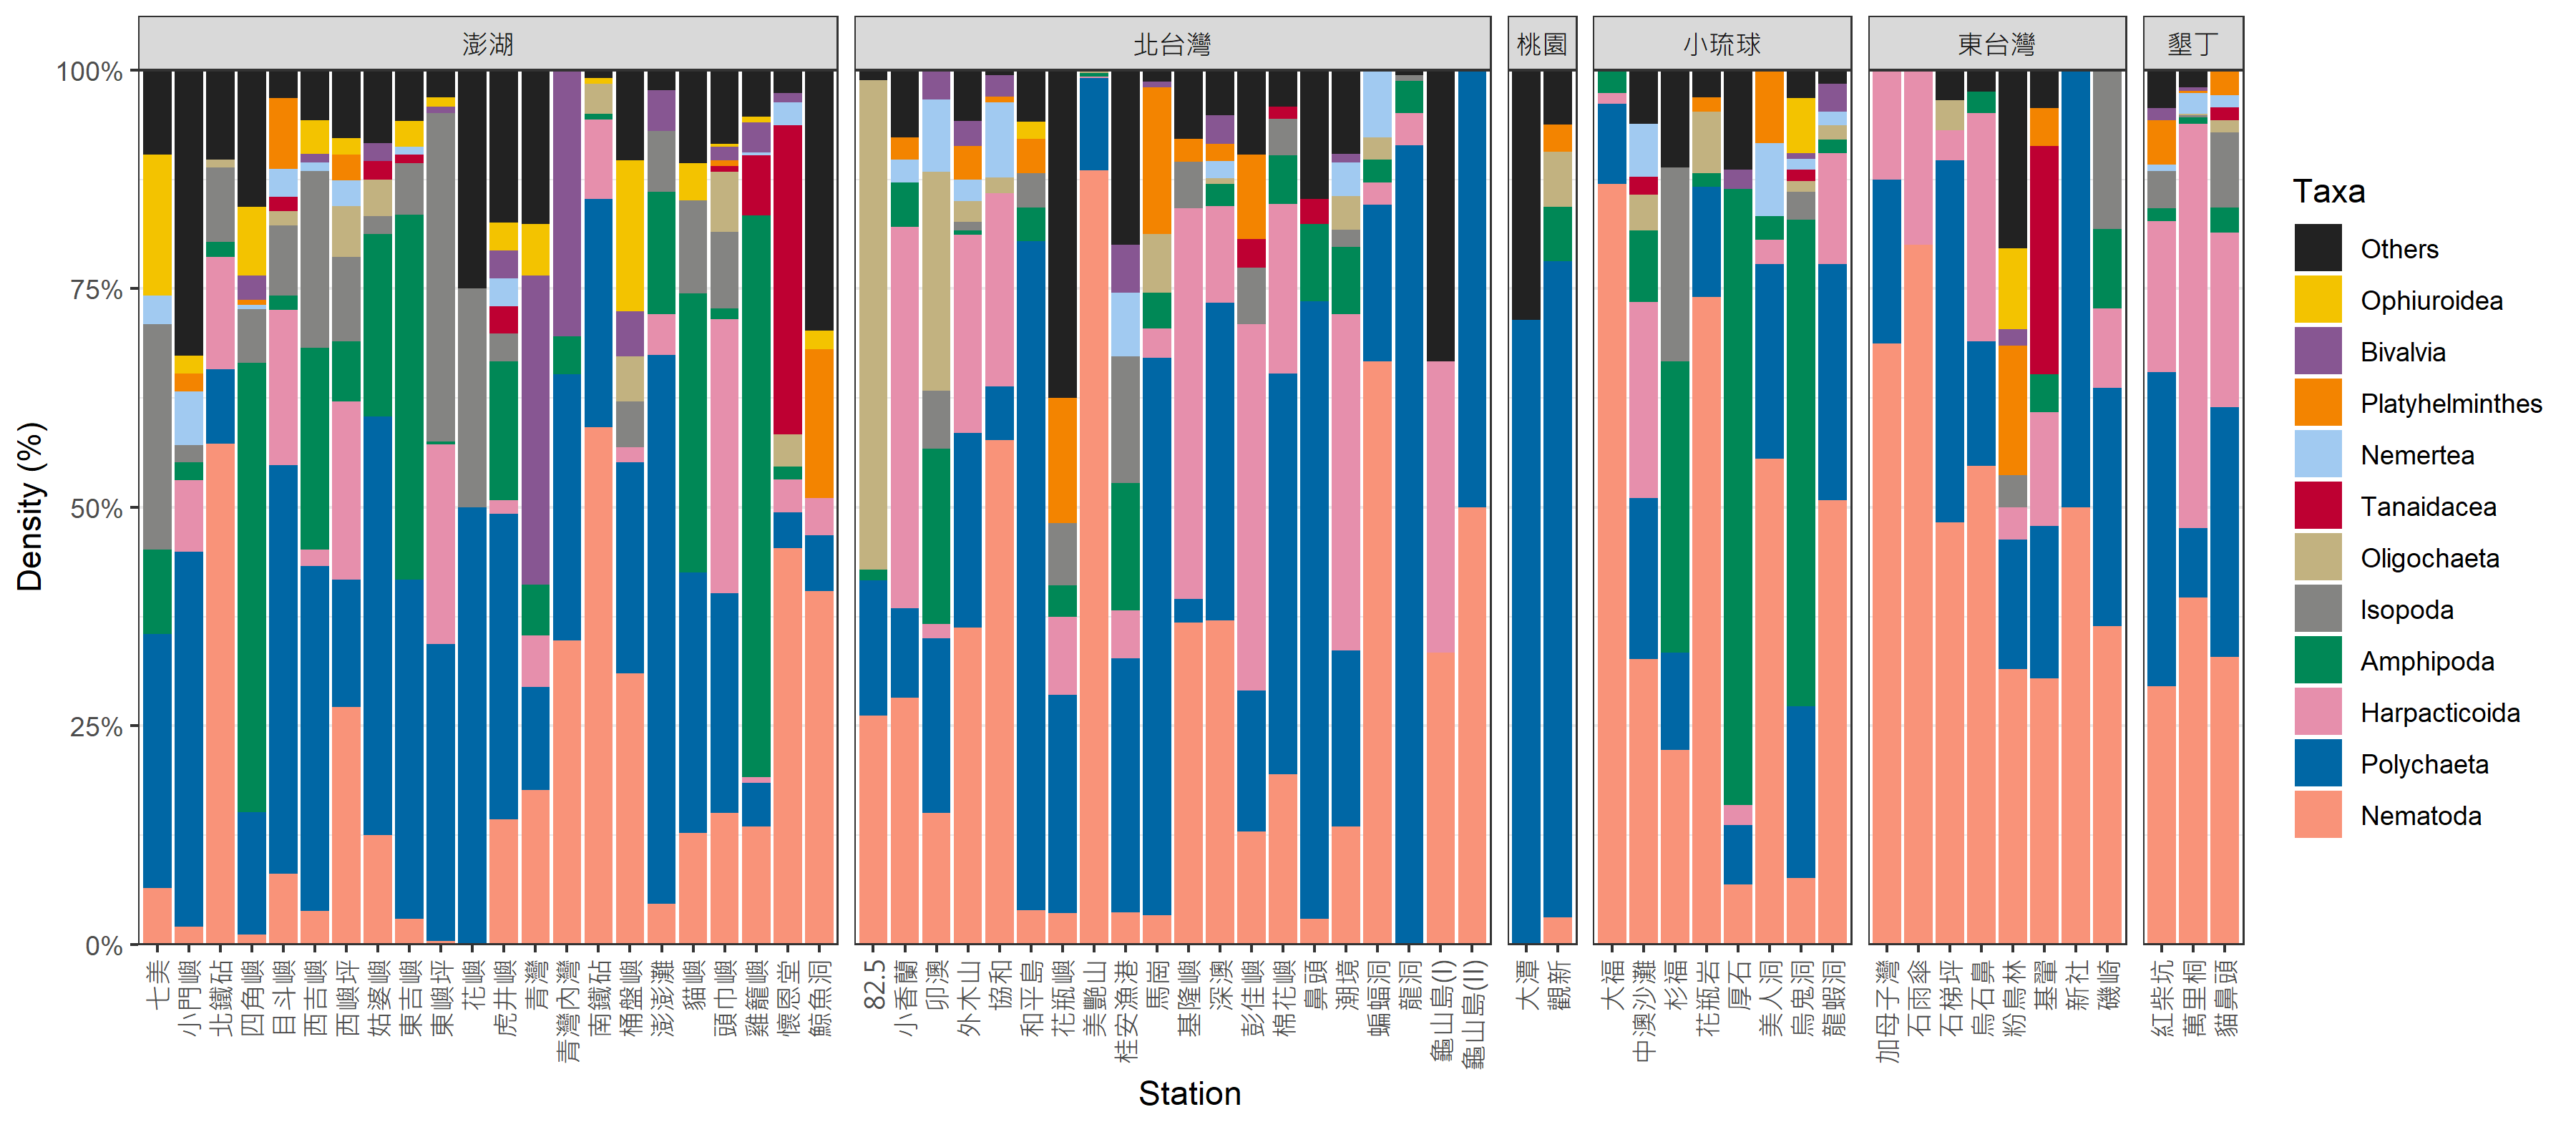 澎湖
北台灣
桃園
小琉球
東台灣
墾丁
Density (%)
100%
75%
50%
25%
0%
七美
小門嶼
北鐵砧
四角嶼
目斗嶼
西吉嶼
西嶼坪
姑婆嶼
東吉嶼
東嶼坪
花嶼
虎井嶼
青灣
青灣內灣
南鐵砧
桶盤嶼
澎澎灘
貓嶼
頭巾嶼
雞籠嶼
懷恩堂
鯨魚洞
82.5
小香蘭
卯澳
外木山
協和
和平島
花瓶嶼
美艷山
桂安漁港
馬崗
基隆嶼
深澳
彭佳嶼
棉花嶼
鼻頭
潮境
蝙蝠洞
龍洞
龜山島(I)
龜山島(II)
大潭
觀新
大福
中澳沙灘
杉福
花瓶岩
厚石
美人洞
烏鬼洞
龍蝦洞
加母子灣
石雨傘
石梯坪
烏石鼻
粉鳥林
基翬
新社
磯崎
紅柴坑
萬里桐
貓鼻頭
Station
Taxa
Others
Ophiuroidea
Bivalvia
Platyhelminthes
Nemertea
Tanaidacea
Oligochaeta
Isopoda
Amphipoda
Harpacticoida
Polychaeta
Nematoda